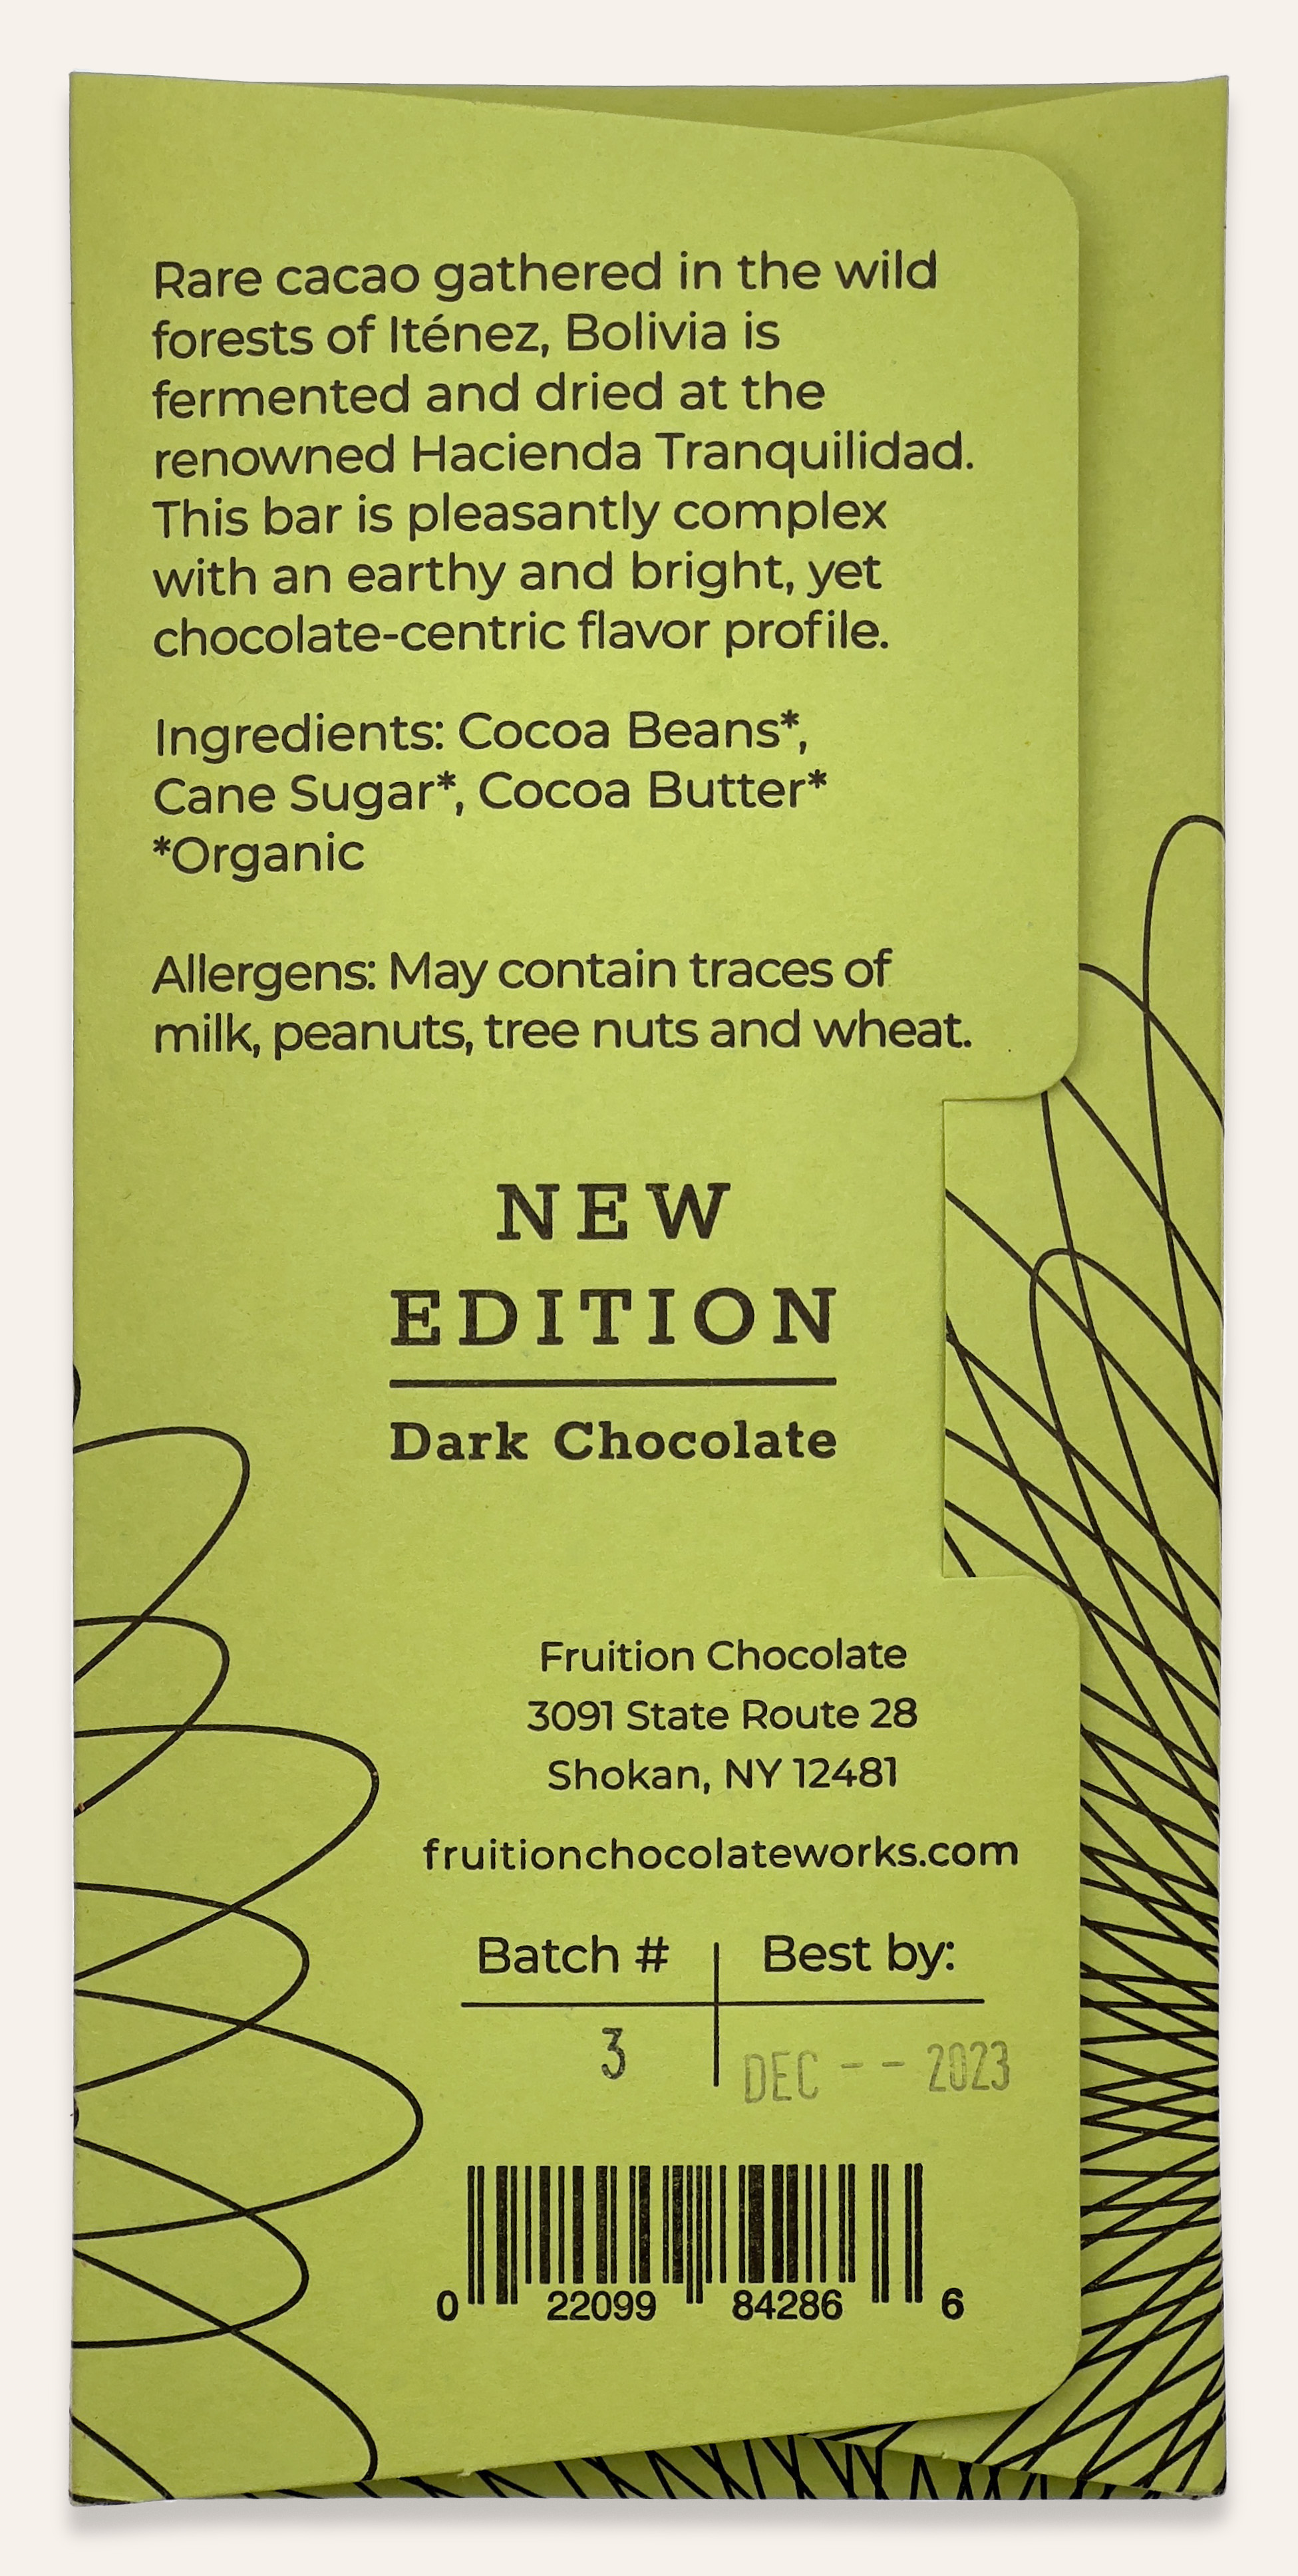 Rare cacao gathered in the wild
forests of Iténez, Bolivia is
fermented and dried at the
renowned Hacienda Tranquilidad.
This bar is pleasantly complex
with an earthy and bright, yet
chocolate-centric flavor profile.
Ingredients: Cocoa Beans*,
Cane Sugar*, Cocoa Butter*
*Organic
Allergens: May contain traces of
milk, peanuts, tree nuts and wheat.
NEW
EDITION
Dark Chocolate
Fruition Chocolate
3091 State Route 28
Shokan, NY 12481
fruitionchocolateworks.com
Batch # Best by:
3 DEC -- 2023
0 22099 84286 6